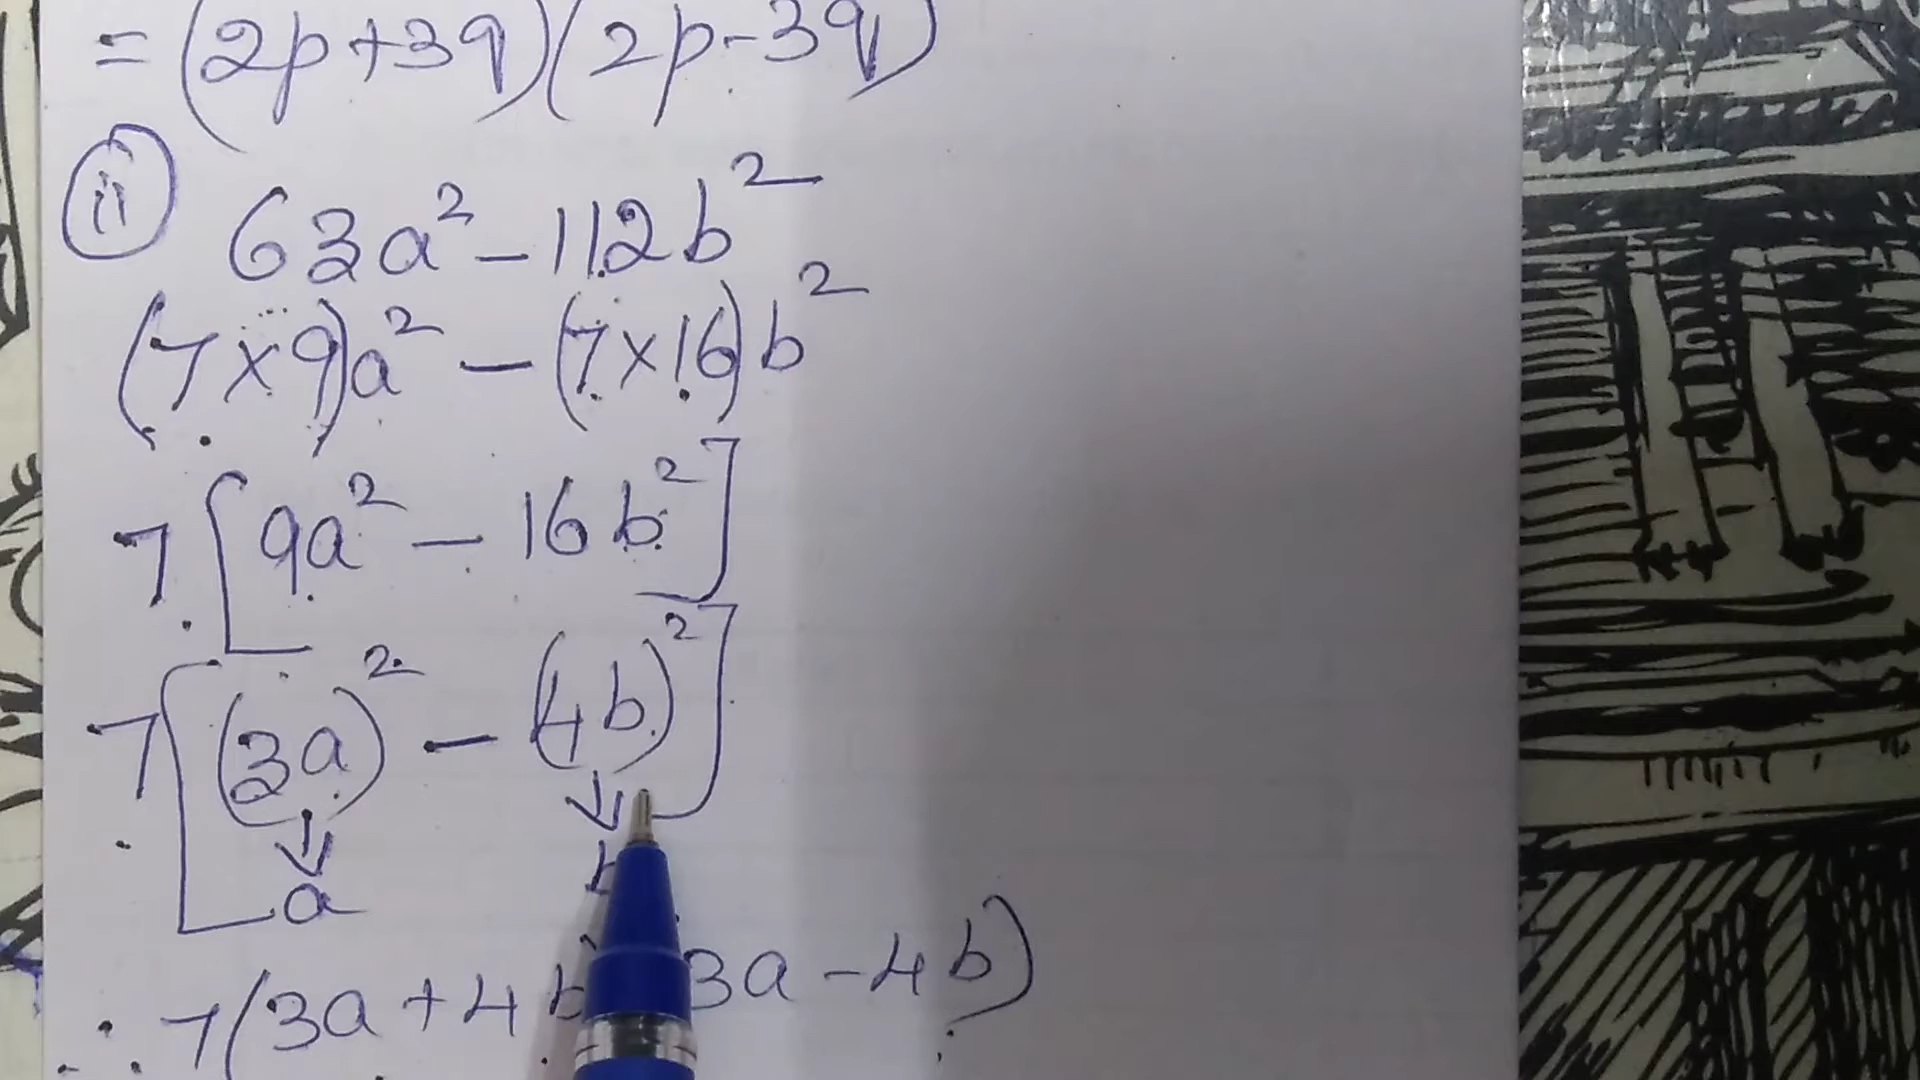 = (2p+3q)(2p-3q)
(ii) 63a² - 112b²
(7×9)a² - (7×16)b²
7[9a² - 16b²]
7[(3a)² - (4b)²]
a
∴ 7(3a+4b 3a-4b)